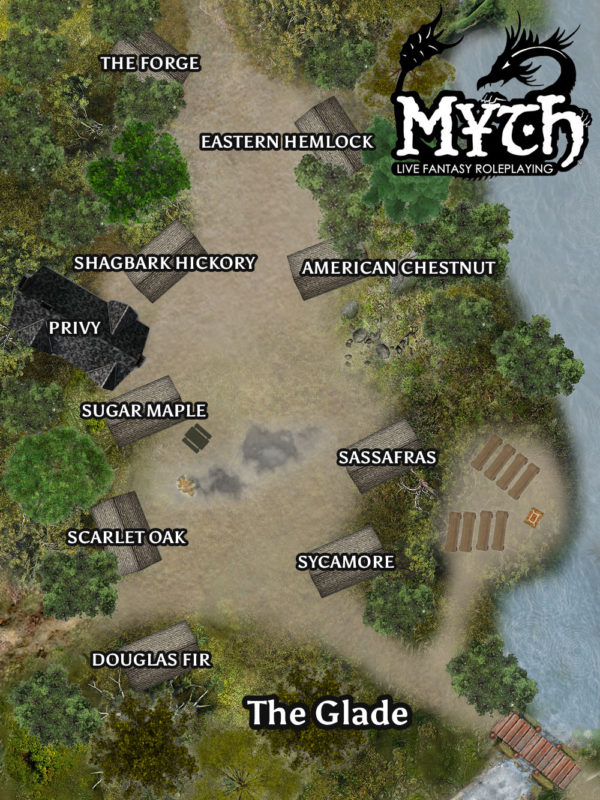 THE FORGE
EASTERN HEMLOCK
Myth
LIVE FANTASY ROLEPLAYING
SHAGBARK HICKORY
AMERICAN CHESTNUT
PRIVY
SUGAR MAPLE
SASSAFRAS
SCARLET OAK
SYCAMORE
DOUGLAS FIR
The Glade